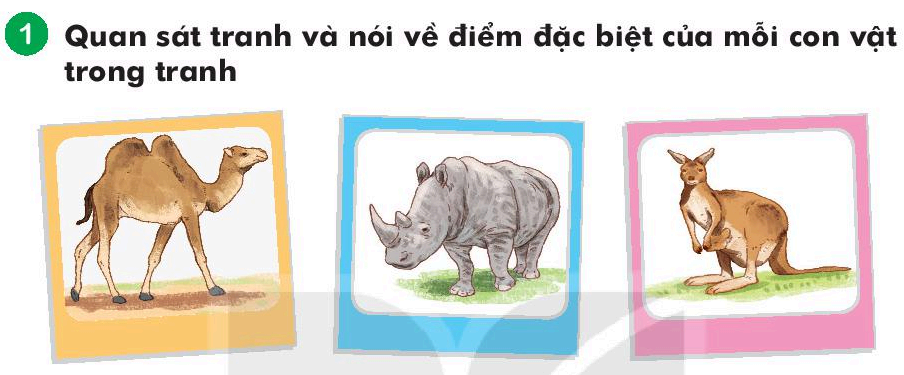 1 Quan sát tranh và nói về điểm đặc biệt của mỗi con vật
trong tranh